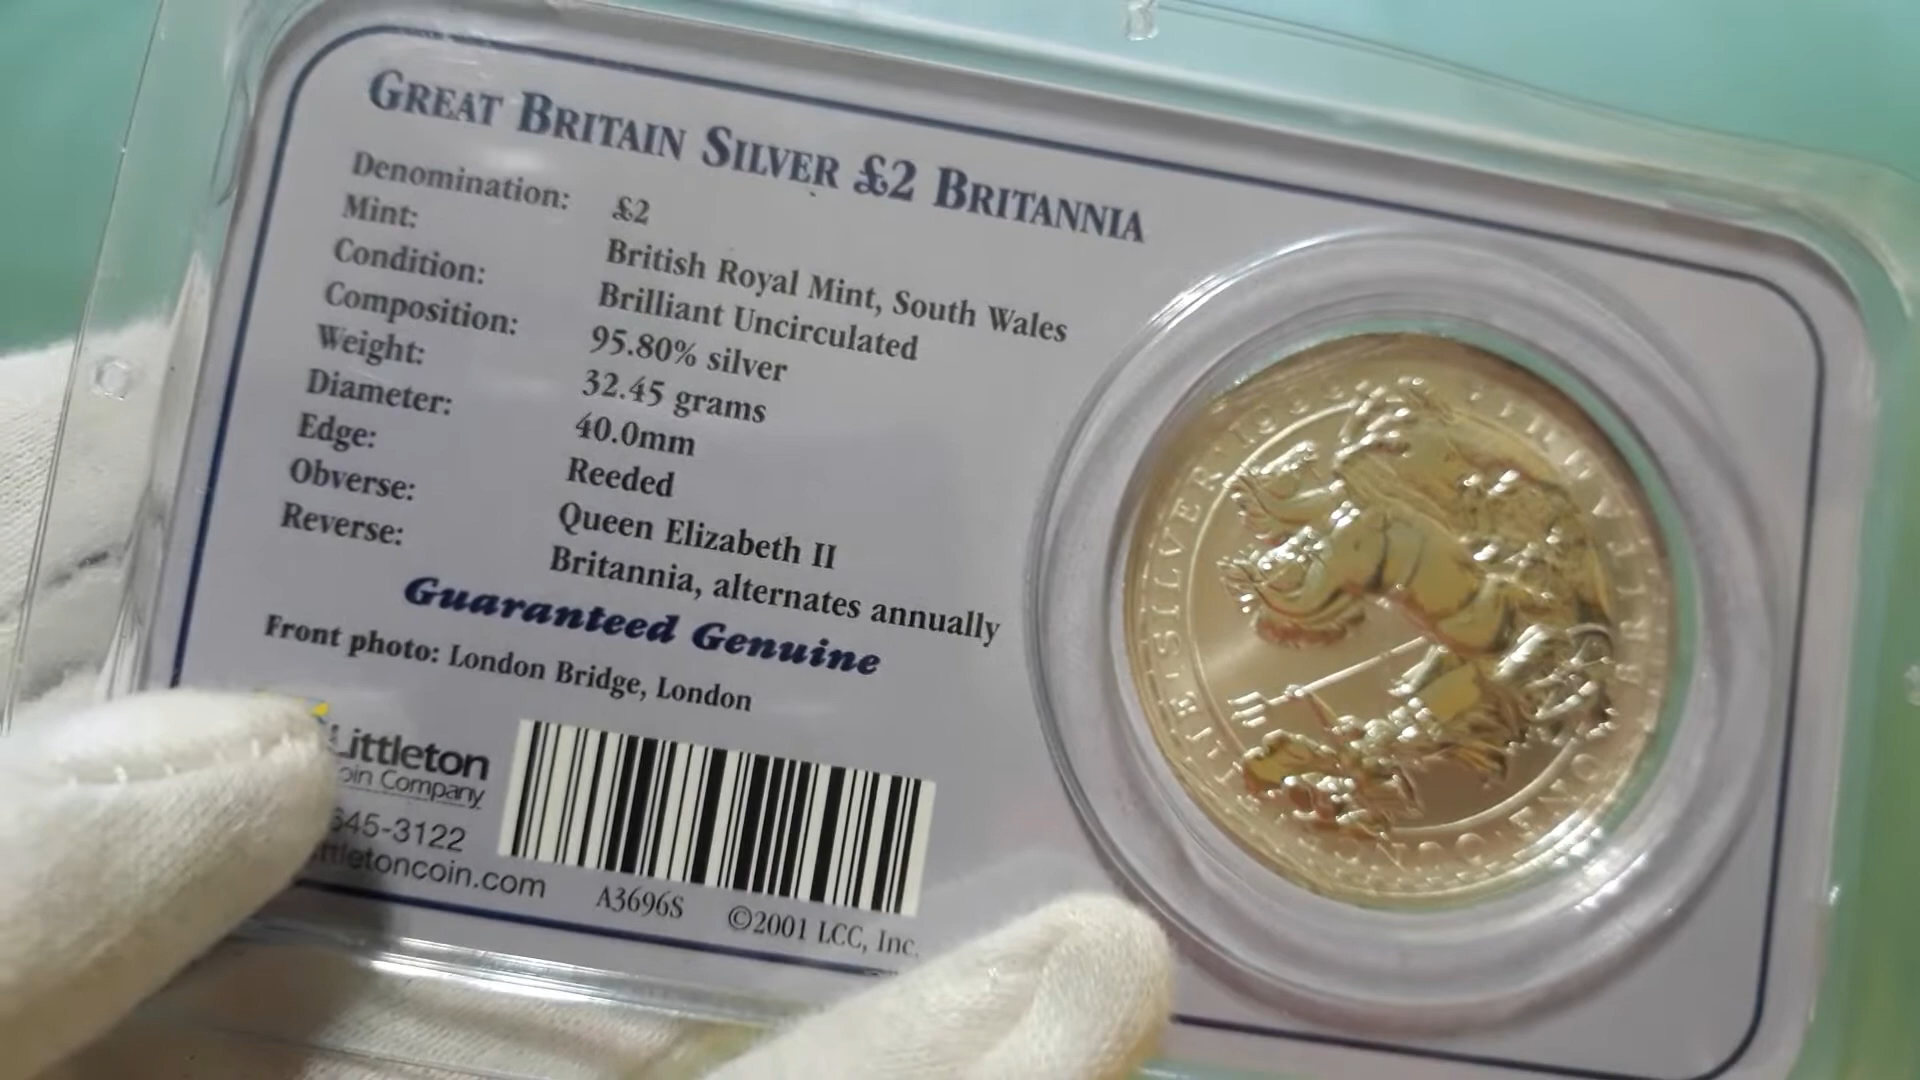 GREAT BRITAIN SILVER £2 BRITANNIA
Denomination: £2
Mint: British Royal Mint, South Wales
Condition: Brilliant Uncirculated
Composition: 95.80% silver
Weight: 32.45 grams
Diameter: 40.0mm
Edge: Reeded
Obverse: Queen Elizabeth II
Reverse: Britannia, alternates annually
Guaranteed Genuine
Front photo: London Bridge, London
Littleton
Company
645-3122
A3696S ©2001 LCC, Inc.
SILVER